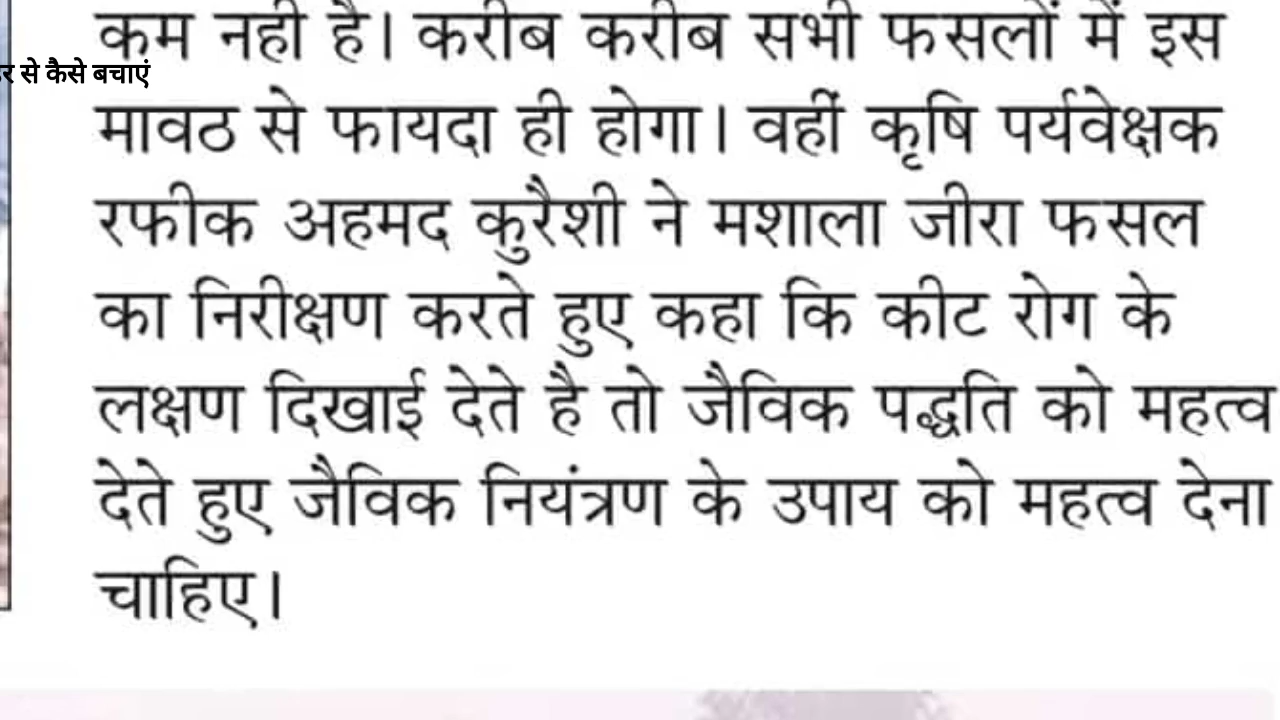 कम नही है। करीब करीब सभी फसलों में इस
से कैसे बचाएं
मावठ से फायदा ही होगा। वहीं कृषि पर्यवेक्षक
रफीक अहमद कुरैशी ने मशाला जीरा फसल
का निरीक्षण करते हुए कहा कि कीट रोग के
लक्षण दिखाई देते है तो जैविक पद्धति को महत्व
देते हुए जैविक नियंत्रण के उपाय को महत्व देना
चाहिए।